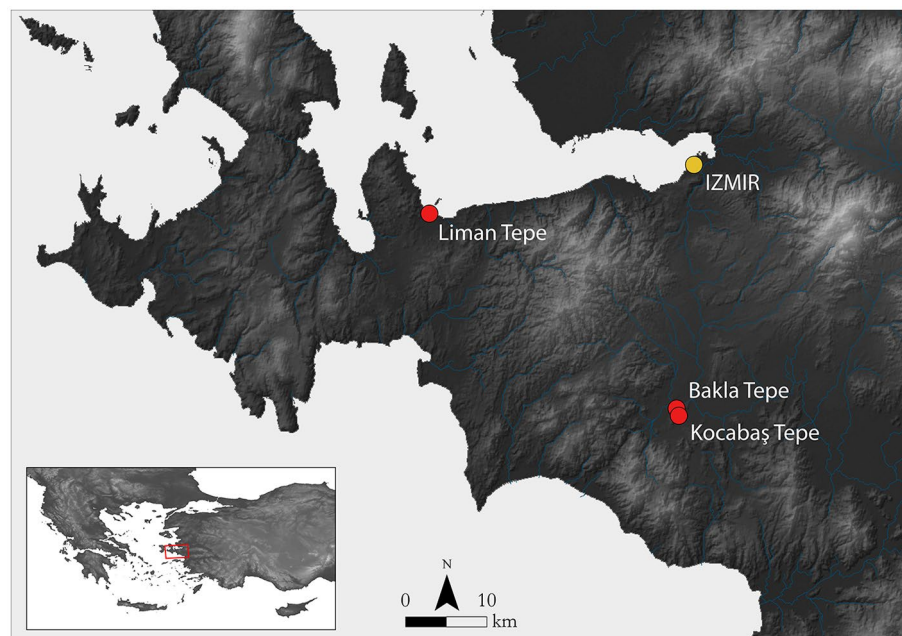 IZMIR
Liman Tepe
Bakla Tepe
Kocabaş Tepe
N
0 10
km